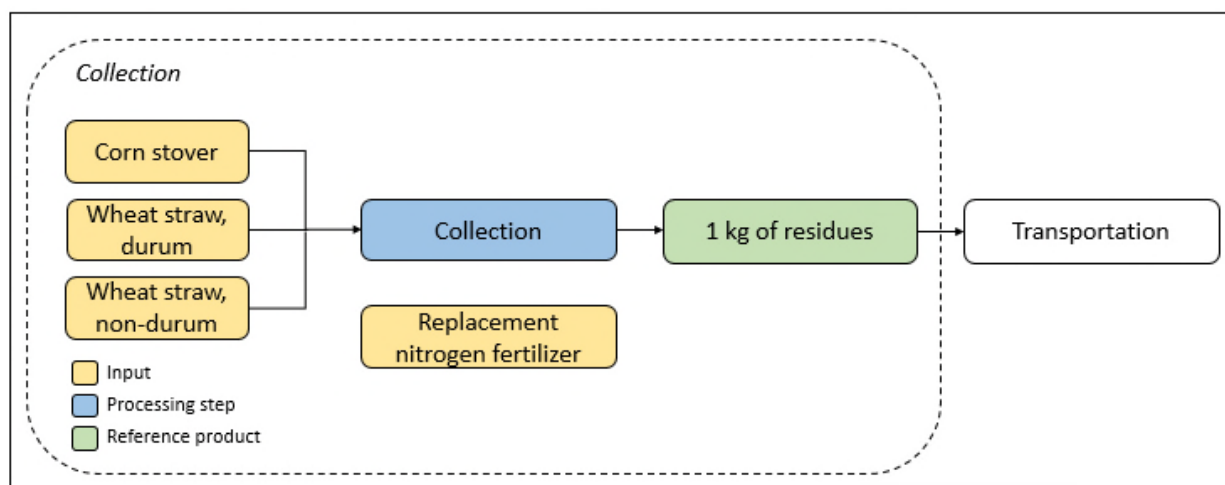 Collection
Corn stover
Wheat straw,
durum
Wheat straw,
non-durum
Collection
Replacement
nitrogen fertilizer
1 kg of residues
Transportation
Input
Processing step
Reference product